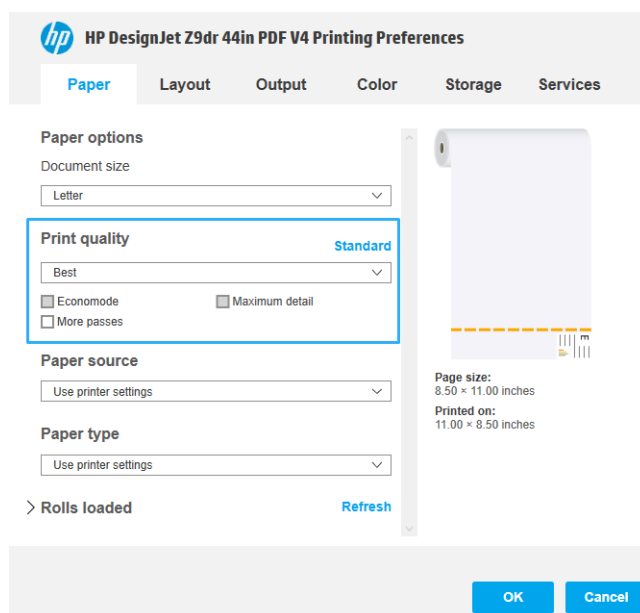 hp HP DesignJet Z9dr 44in PDF V4 Printing Preferences
Paper Layout Output Color Storage Services
Paper options
Document size
Letter
Print quality Standard
Best
Economode Maximum detail
More passes
Paper source
Use printer settings
Paper type
Use printer settings
Rolls loaded Refresh
E
Page size:
8.50 × 11.00 inches
Printed on:
11.00 × 8.50 inches
OK Cancel